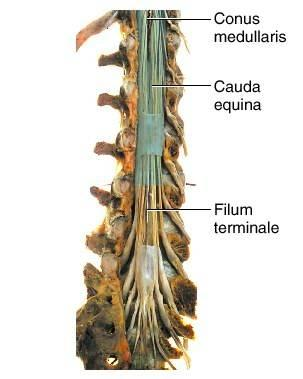 Conus
medullaris
Cauda
equina
Filum
terminale